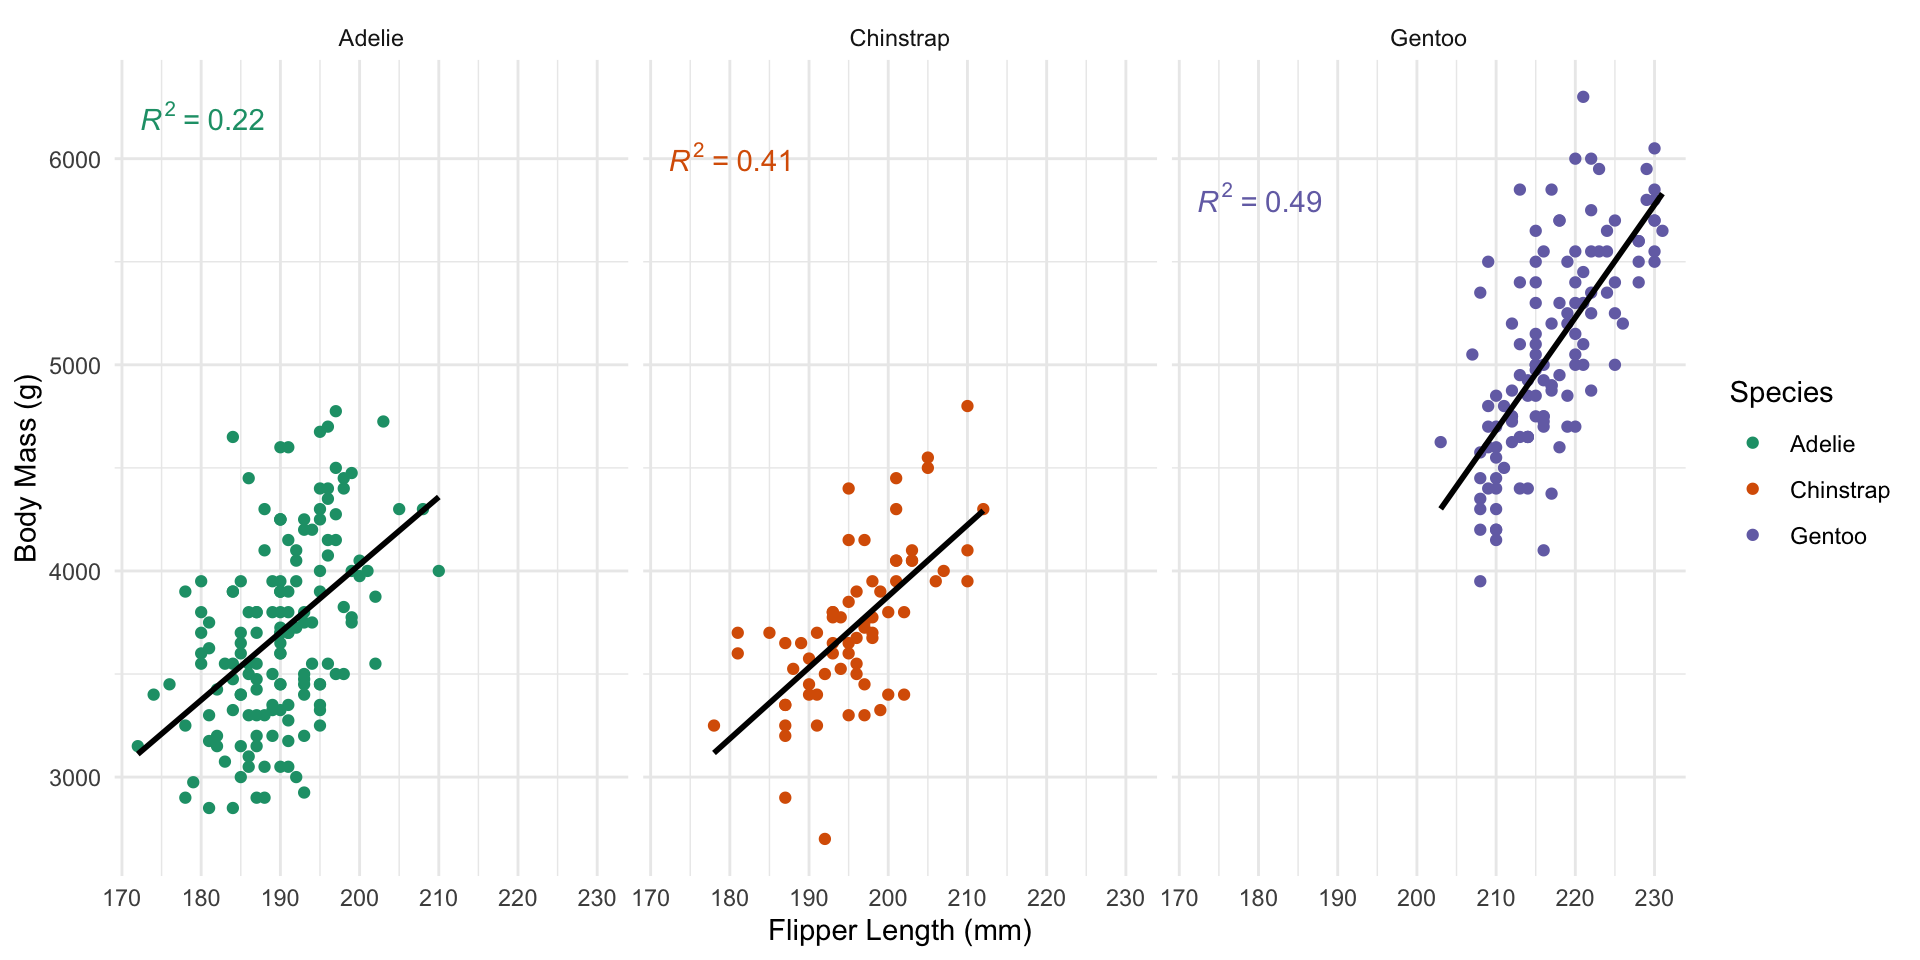 Adelie Chinstrap Gentoo
R² = 0.22
R² = 0.41
R² = 0.49
6000
5000
4000
3000
Body Mass (g)
170 180 190 200 210 220 230 170 180 190 200 210 220 230 170 180 190 200 210 220 230
Flipper Length (mm)
Species
Adelie
Chinstrap
Gentoo